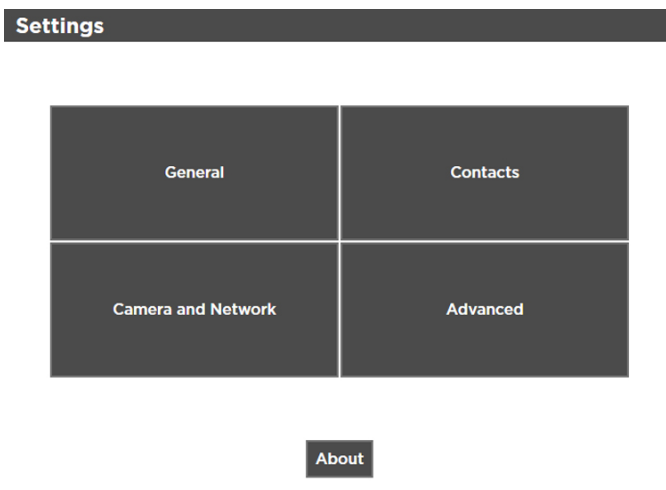 Settings
General
Contacts
Camera and Network
Advanced
About